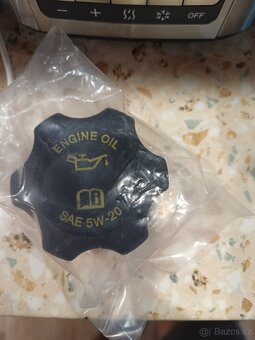 − + OFF
ENGINE OIL
SAE 5W-20
Bazos.cz